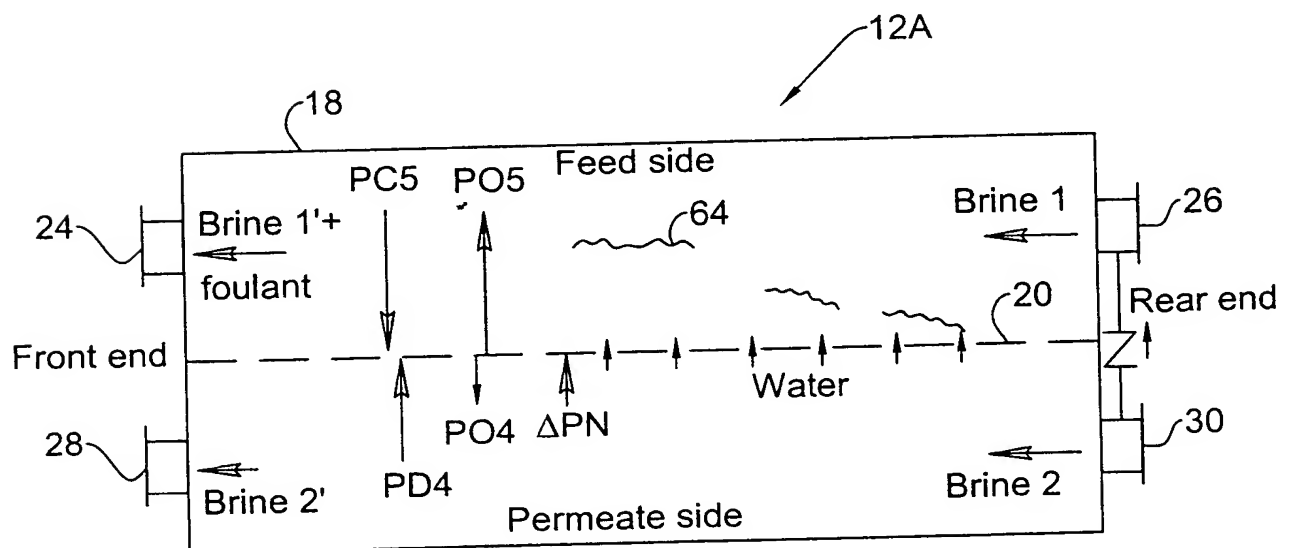 12A
18
Feed side
PC5 PO5
64
Brine 1
26
24
Brine 1'+
foulant
20
Rear end
Front end
Water
PO4 ΔPN
28
PD4
30
Brine 2'
Brine 2
Permeate side